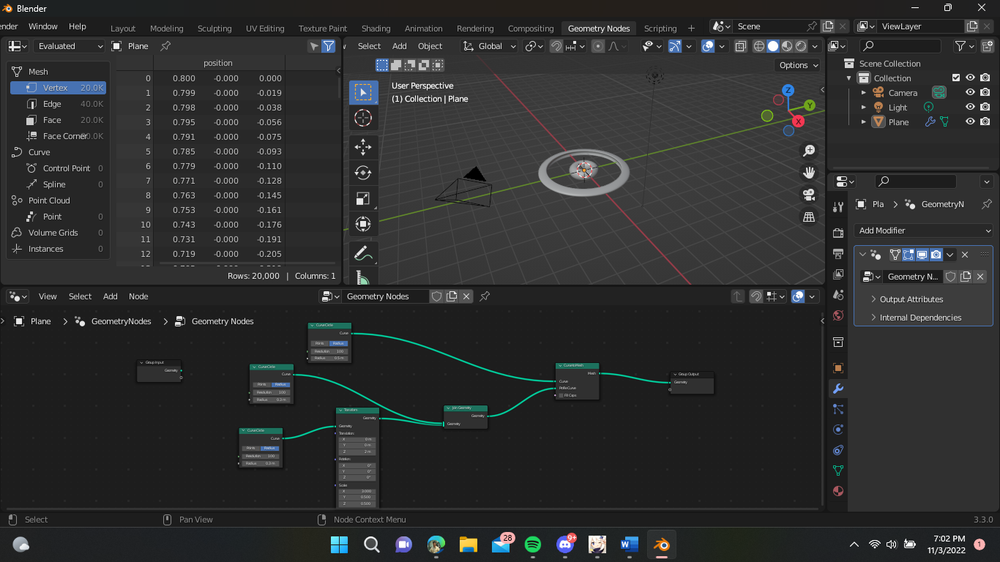 Blender
ender Window Help Layout Modeling Sculpting UV Editing Texture Paint Shading Animation Rendering Compositing Geometry Nodes Scripting + Scene ViewLayer
Evaluated Plane
position
Mesh
Vertex 20.0K
Edge 40.0K
Face 20.0K
Face Corner
Curve
Control Point 0
Spline 0
Point Cloud
Point 0
Volume Grids 0
Instances 0
0 0.800 -0.000 0.000
1 0.799 -0.000 -0.019
2 0.798 -0.000 -0.038
3 0.795 -0.000 -0.056
4 0.791 -0.000 -0.075
5 0.785 -0.000 -0.093
6 0.779 -0.000 -0.110
7 0.771 -0.000 -0.128
8 0.763 -0.000 -0.145
9 0.753 -0.000 -0.161
10 0.743 -0.000 -0.176
11 0.731 -0.000 -0.191
12 0.719 -0.000 -0.205
Rows: 20,000 | Columns: 1
Select Add Object Global
Options
User Perspective
(1) Collection | Plane
Z
Y
X
Scene Collection
Collection
Camera
Light
Plane
Pla > GeometryN
Add Modifier
Geometry N...
Output Attributes
Internal Dependencies
View Select Add Node Geometry Nodes
Plane > GeometryNodes > Geometry Nodes
Group Input
Geometry
Curve Circle
Curve
Points Radius
Resolution 100
Radius 0.5 m
Curve Circle
Curve
Points Radius
Resolution 100
Radius 0.3 m
Curve Circle
Curve
Points Radius
Resolution 100
Radius 0.3 m
Transform
Geometry
Geometry
Translation:
X 0 m
Y 0 m
Z 2 m
Rotation:
X 0°
Y 0°
Z 0°
Scale:
X 3.000
Y 0.500
Z 0.500
Join Geometry
Geometry
Geometry
Curve to Mesh
Mesh
Curve
Profile Curve
Fill Caps
Group Output
Geometry
Select Pan View Node Context Menu 3.3.0
28
9+
7:02 PM
11/3/2022
1